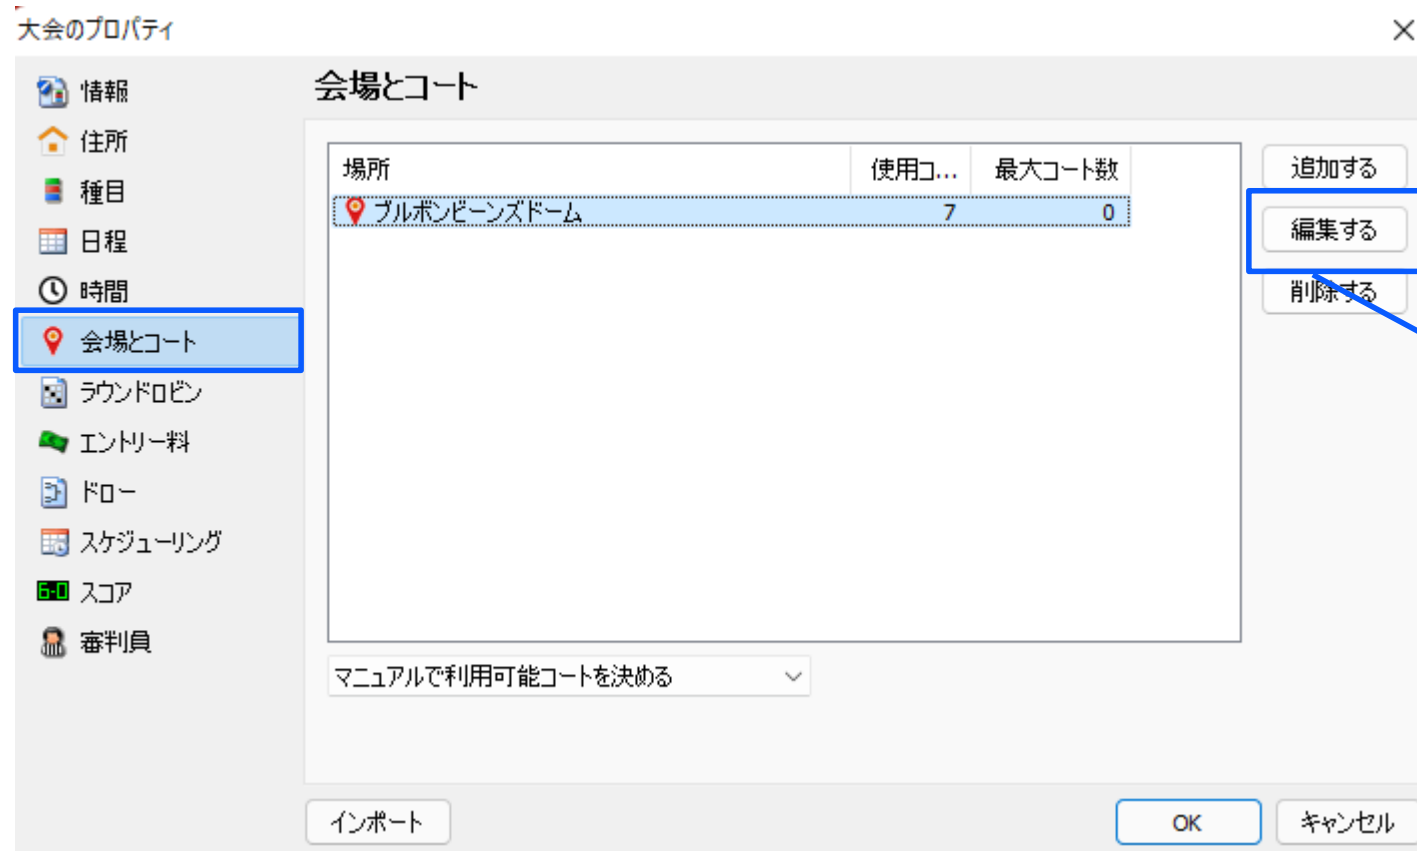 大会のプロパティ
情報
住所
種目
日程
時間
会場とコート
ラウンドロビン
エントリー料
ドロー
スケジューリング
6-0 スコア
審判員
会場とコート
場所 使用コ... 最大コート数
ブルボンビーンズドーム 7 0
追加する
編集する
削除する
マニュアルで利用可能コートを決める
インポート
OK
キャンセル